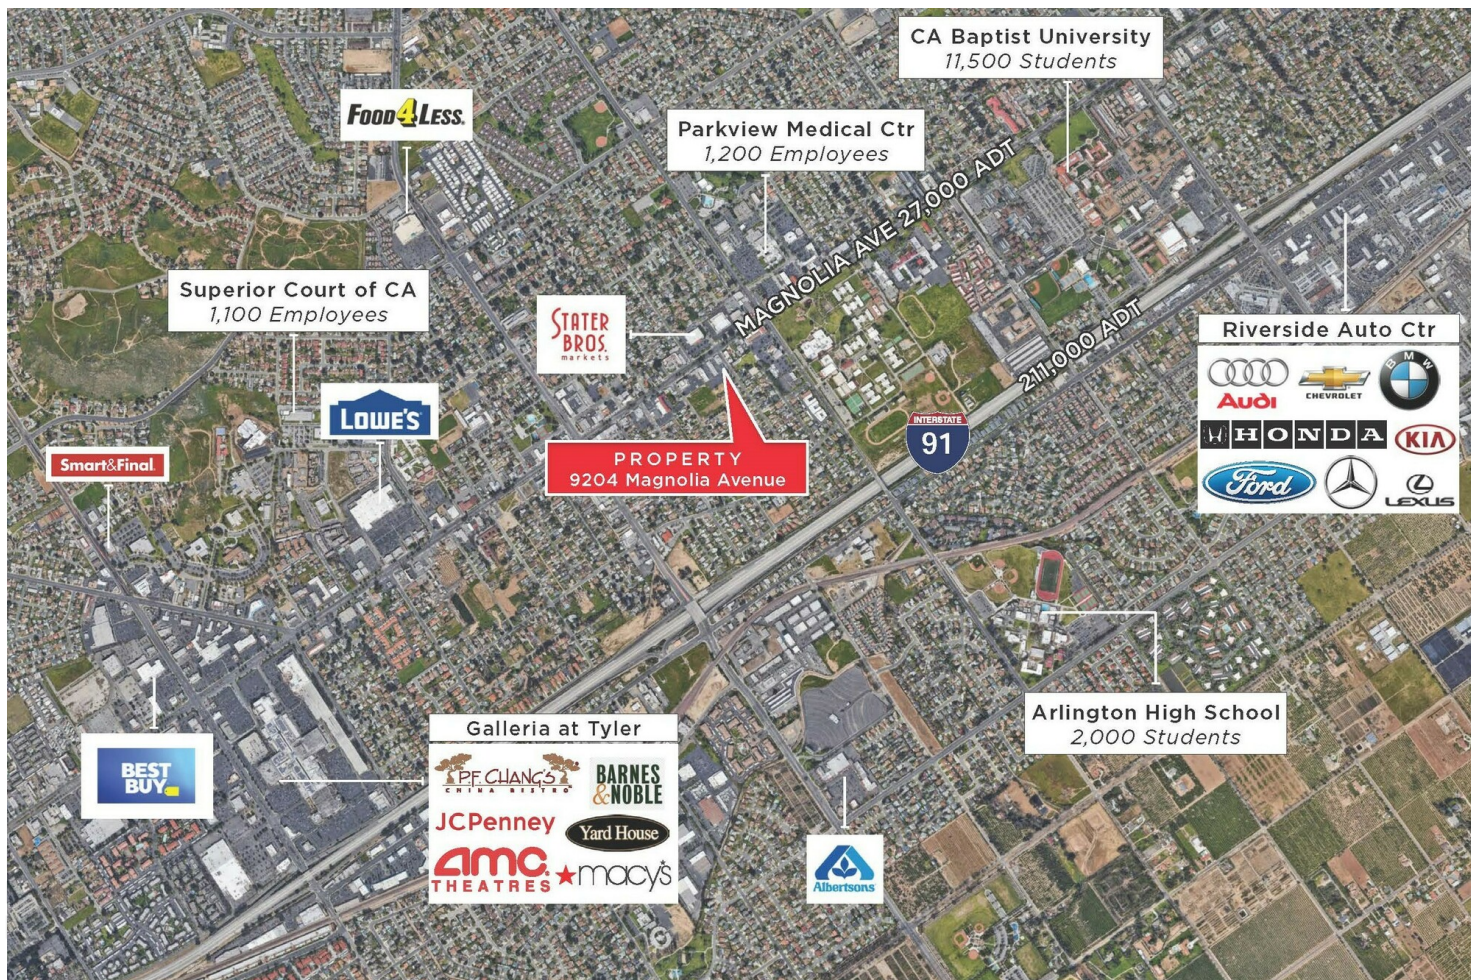 CA Baptist University
11,500 Students
FOOD4LESS.
Parkview Medical Ctr
1,200 Employees
MAGNOLIA AVE 27,000 ADT
Superior Court of CA
1,100 Employees
STATER
BROS.
markets
211,000 ADT
Riverside Auto Ctr
Audi
CHEVROLET
BMW
HONDA
KIA
Ford
LEXUS
LOWE'S
INTERSTATE
91
Smart&Final.
PROPERTY
9204 Magnolia Avenue
Arlington High School
2,000 Students
Galleria at Tyler
P.F. CHANG'S
CHINA BISTRO
BARNES
&NOBLE
JCPenney
Yard House
amc
THEATRES
macy's
BEST
BUY
Albertsons